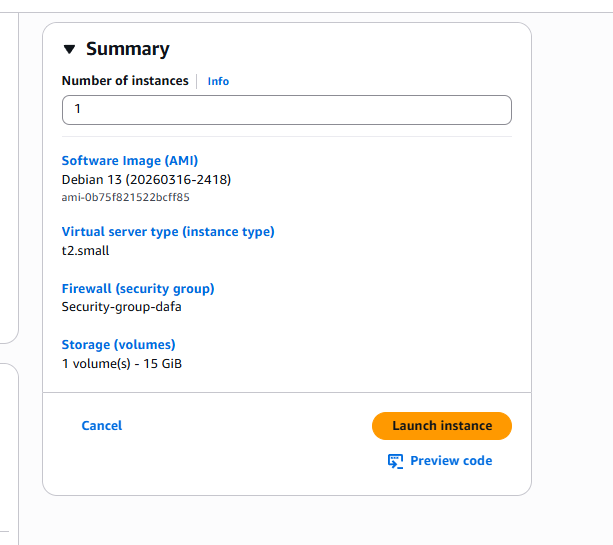 Summary
Number of instances Info
1
Software Image (AMI)
Debian 13 (20260316-2418)
ami-0b75f821522bcff85
Virtual server type (instance type)
t2.small
Firewall (security group)
Security-group-dafa
Storage (volumes)
1 volume(s) - 15 GiB
Cancel
Launch instance
Preview code